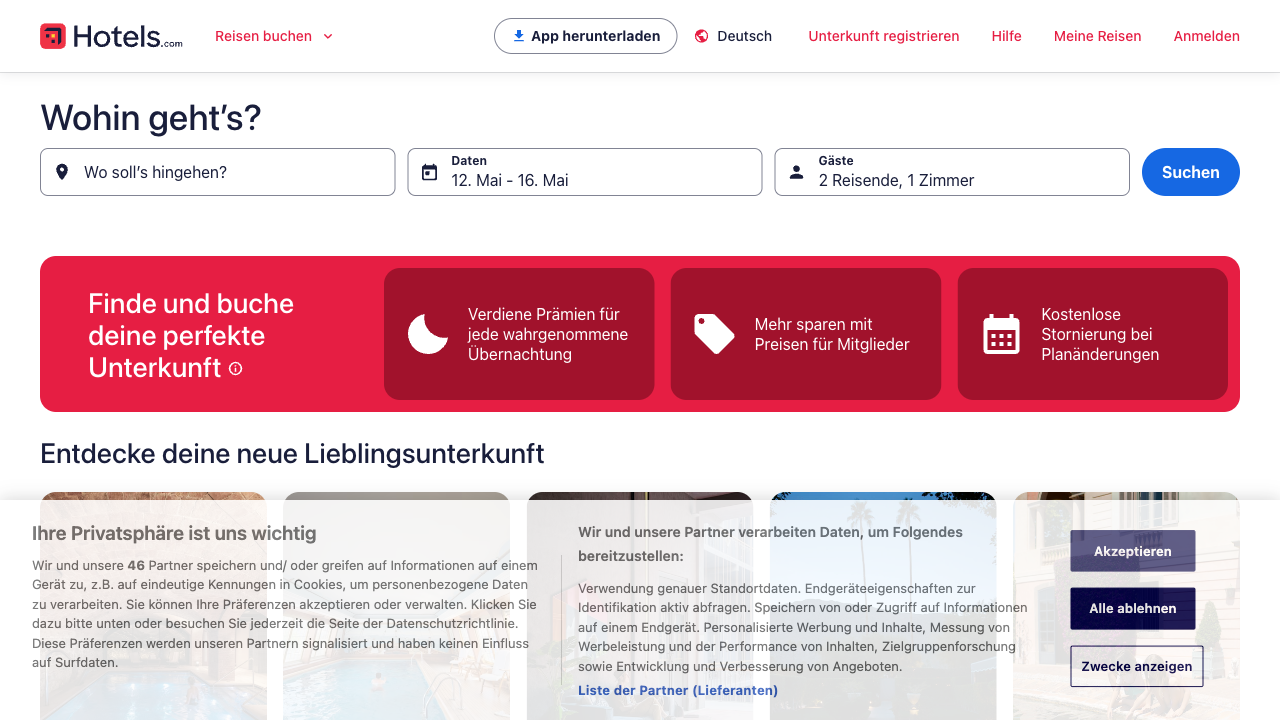 Hotels.com
Reisen buchen
App herunterladen
Deutsch
Unterkunft registrieren
Hilfe
Meine Reisen
Anmelden
Wohin geht’s?
Wo soll’s hingehen?
Daten
12. Mai - 16. Mai
Gäste
2 Reisende, 1 Zimmer
Suchen
Finde und buche
deine perfekte
Unterkunft
Verdiene Prämien für
jede wahrgenommene
Übernachtung
Mehr sparen mit
Preisen für Mitglieder
Kostenlose
Stornierung bei
Planänderungen
Entdecke deine neue Lieblingsunterkunft
Ihre Privatsphäre ist uns wichtig
Wir und unsere 46 Partner speichern und/ oder greifen auf Informationen auf einem
Gerät zu, z.B. auf eindeutige Kennungen in Cookies, um personenbezogene Daten
zu verarbeiten. Sie können Ihre Präferenzen akzeptieren oder verwalten. Klicken Sie
dazu bitte unten oder besuchen Sie jederzeit die Seite der Datenschutzrichtlinie.
Diese Präferenzen werden unseren Partnern signalisiert und haben keinen Einfluss
auf Surfdaten.
Wir und unsere Partner verarbeiten Daten, um Folgendes
bereitzustellen:
Verwendung genauer Standortdaten. Endgeräteeigenschaften zur
Identifikation aktiv abfragen. Speichern von oder Zugriff auf Informationen
auf einem Endgerät. Personalisierte Werbung und Inhalte, Messung von
Werbeleistung und der Performance von Inhalten, Zielgruppenforschung
sowie Entwicklung und Verbesserung von Angeboten.
Liste der Partner (Lieferanten)
Akzeptieren
Alle ablehnen
Zwecke anzeigen